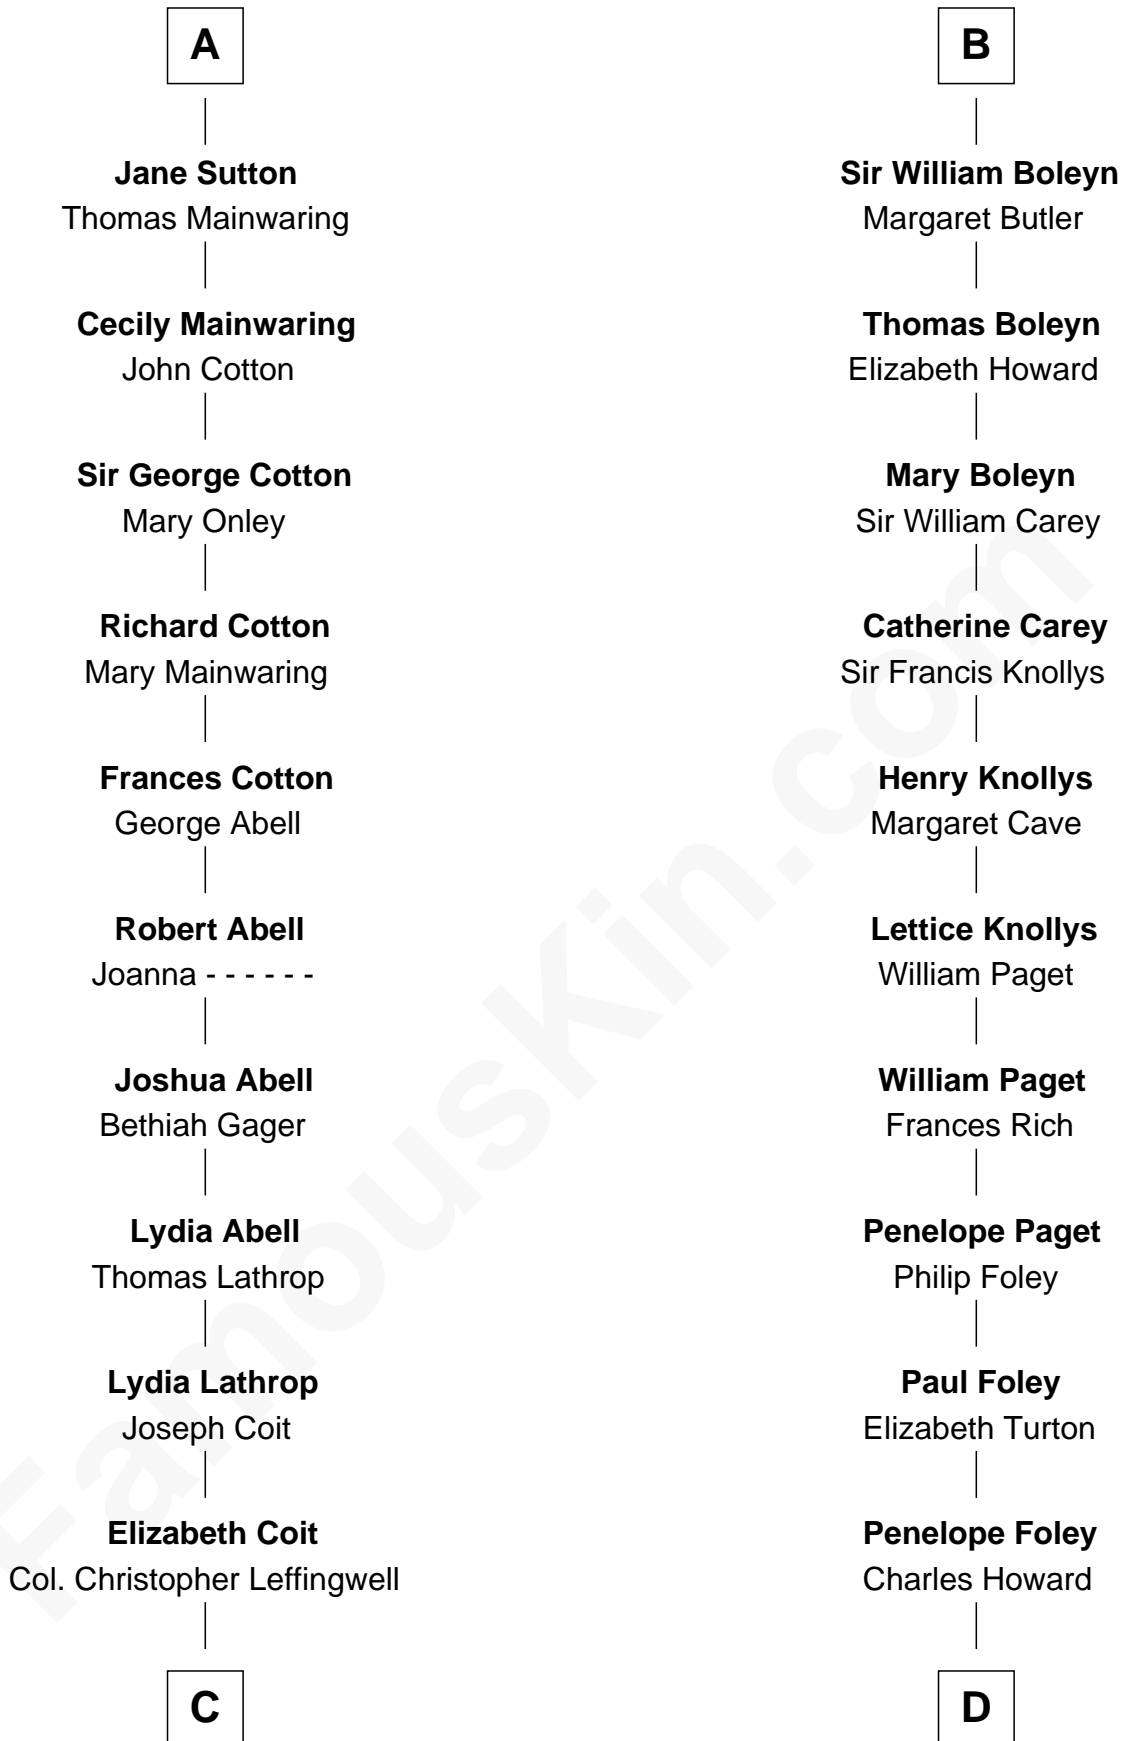 A
Jane Sutton
Thomas Mainwaring
Cecily Mainwaring
John Cotton
Sir George Cotton
Mary Onley
Richard Cotton
Mary Mainwaring
Frances Cotton
George Abell
Robert Abell
Joanna - - - - - -
Joshua Abell
Bethiah Gager
Lydia Abell
Thomas Lathrop
Lydia Lathrop
Joseph Coit
Elizabeth Coit
Col. Christopher Leffingwell
C
B
Sir William Boleyn
Margaret Butler
Thomas Boleyn
Elizabeth Howard
Mary Boleyn
Sir William Carey
Catherine Carey
Sir Francis Knollys
Henry Knollys
Margaret Cave
Lettice Knollys
William Paget
William Paget
Frances Rich
Penelope Paget
Philip Foley
Paul Foley
Elizabeth Turton
Penelope Foley
Charles Howard
D
FamousKin.com